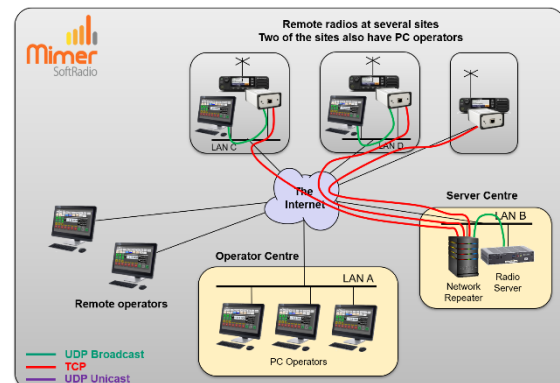 Mimer
SoftRadio
Remote radios at several sites
Two of the sites also have PC operators
LAN C
LAN D
The
Internet
Server Centre
LAN B
Network
Repeater
Radio
Server
Remote operators
Operator Centre
LAN A
PC Operators
UDP Broadcast
TCP
UDP Unicast